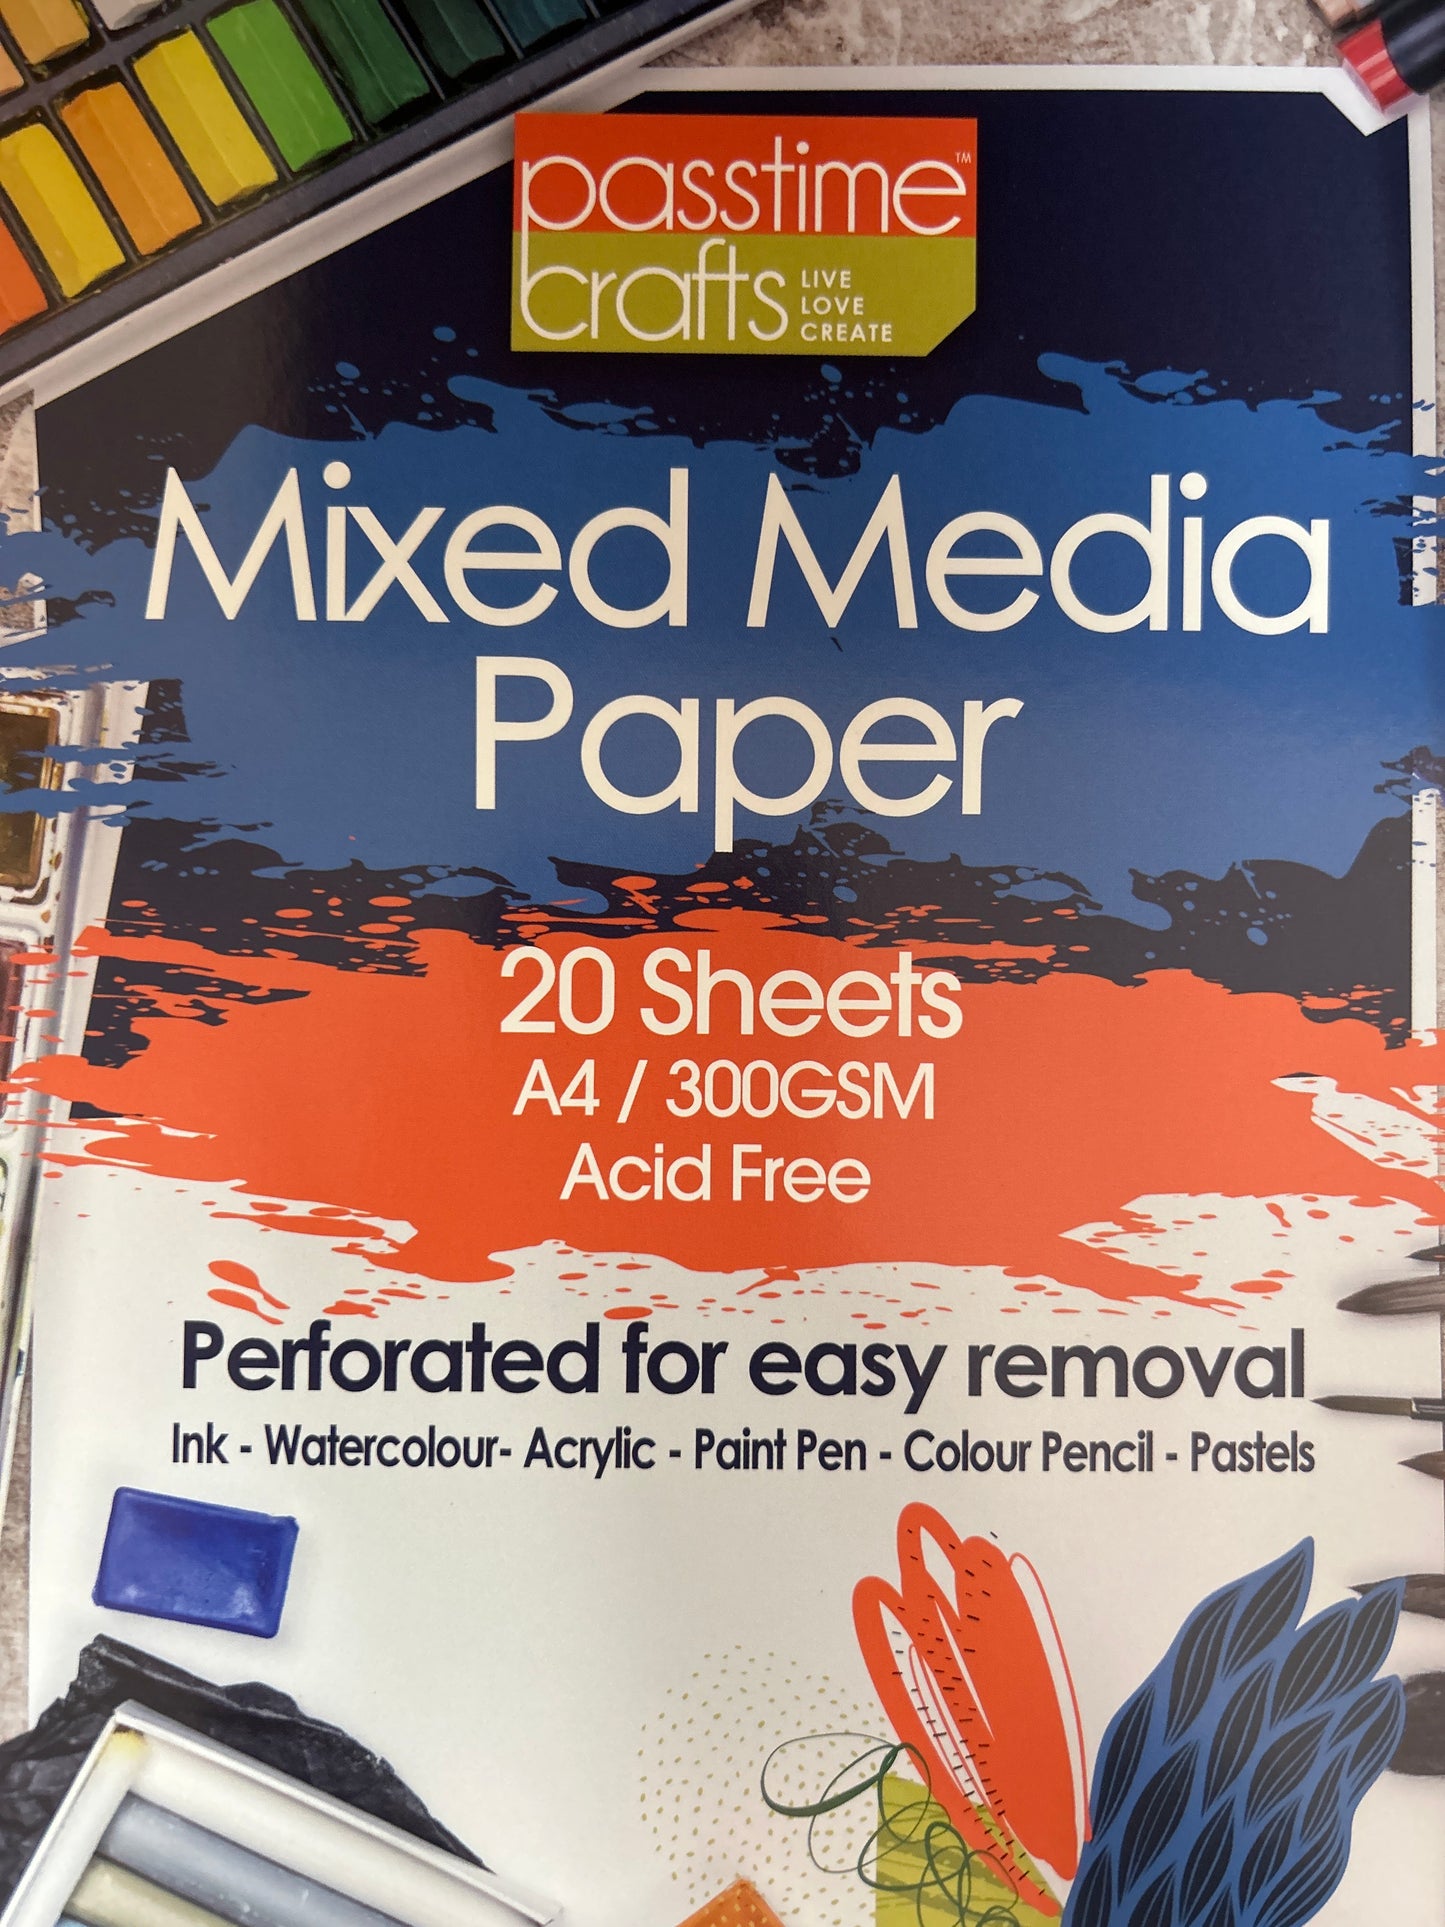 passtime™
crafts
LIVE
LOVE
CREATE
Mixed Media
Paper
20 Sheets
A4 / 300GSM
Acid Free
Perforated for easy removal
Ink - Watercolour- Acrylic - Paint Pen - Colour Pencil - Pastels